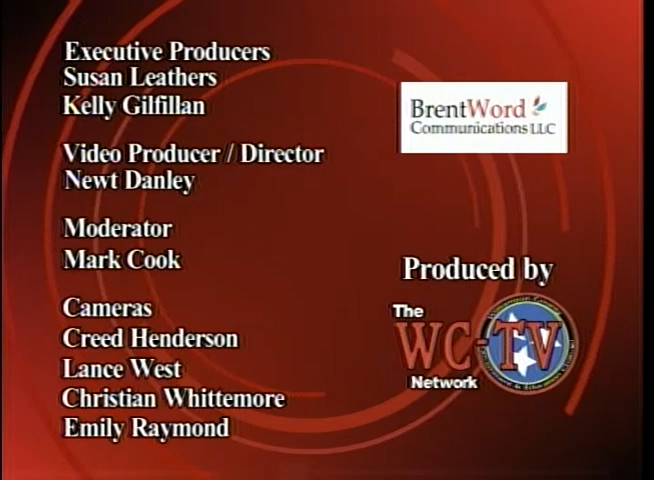 Executive Producers
Susan Leathers
Kelly Gilfillan
Video Producer / Director
Newt Danley
Moderator
Mark Cook
Cameras
Creed Henderson
Lance West
Christian Whittemore
Emily Raymond
BrentWord
Communications LLC
Produced by
The
WC-TV
Network